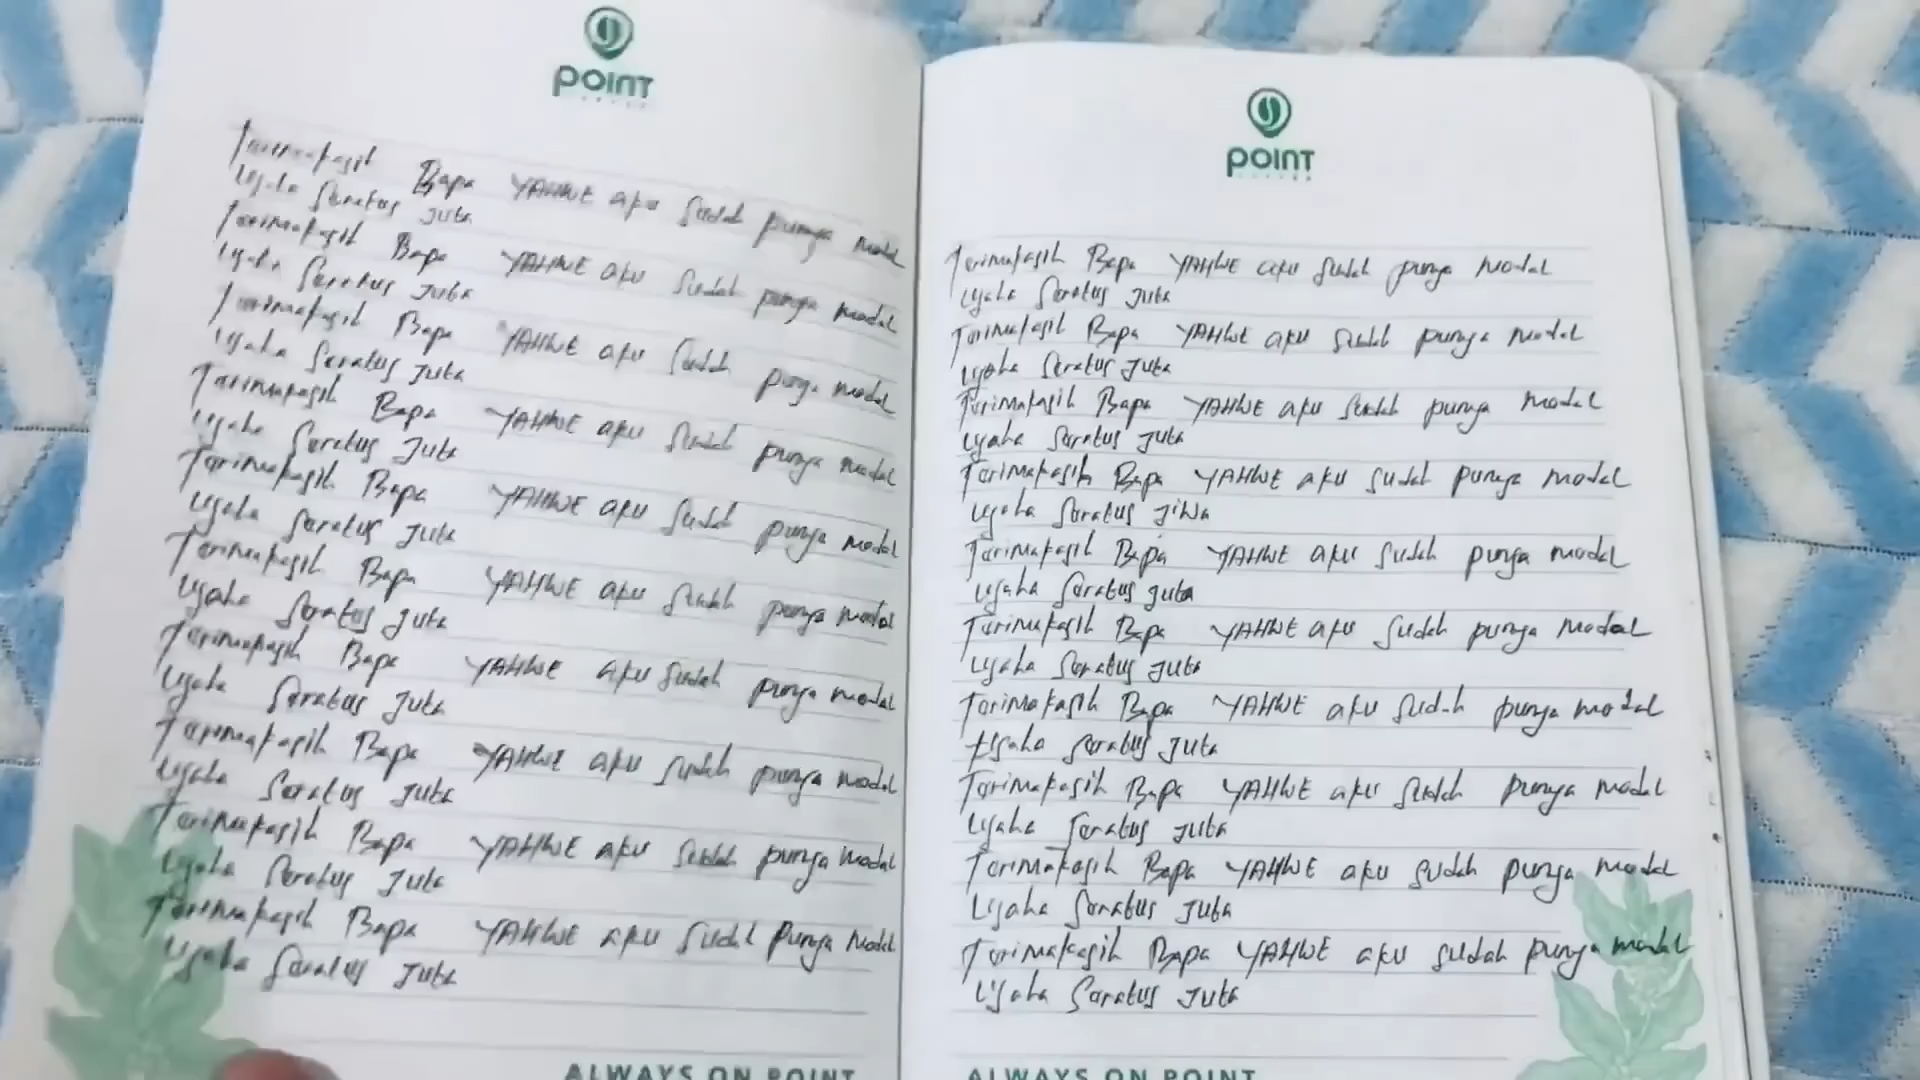 POINT
COFFEE
Terimakasih Bapa YAHWE aku sudah punya modal
Usaha Seratus Juta
Terimakasih Bapa YAHWE aku sudah punya modal
Usaha Seratus Juta
Terimakasih Bapa YAHWE aku sudah punya modal
Usaha Seratus Juta
Terimakasih Bapa YAHWE aku sudah punya modal
Usaha Seratus Juta
Terimakasih Bapa YAHWE aku sudah punya modal
Usaha Seratus Juta
Terimakasih Bapa YAHWE aku sudah punya modal
Usaha Seratus Juta
Terimakasih Bapa YAHWE aku sudah punya modal
Usaha Seratus Juta
Terimakasih Bapa YAHWE aku sudah punya modal
Usaha Seratus Juta
Terimakasih Bapa YAHWE aku sudah punya modal
Usaha Seratus Juta
Terimakasih Bapa YAHWE aku sudah punya modal
Usaha Seratus Juta
ALWAYS ON POINT
POINT
COFFEE
Terimakasih Bapa YAHWE aku sudah punya modal
Usaha Seratus Juta
Terimakasih Bapa YAHWE aku sudah punya modal
Usaha Seratus Juta
Terimakasih Bapa YAHWE aku sudah punya modal
Usaha Seratus Juta
Terimakasih Bapa YAHWE aku sudah punya modal
Usaha Seratus Jiwa
Terimakasih Bapa YAHWE aku sudah punya modal
Usaha Seratus Juta
Terimakasih Bapa YAHWE aku sudah punya modal
Usaha Seratus Juta
Terimakasih Bapa YAHWE aku sudah punya modal
Usaha Seratus Juta
Terimakasih Bapa YAHWE aku sudah punya modal
Usaha Seratus Juta
Terimakasih Bapa YAHWE aku sudah punya modal
Usaha Seratus Juta
Terimakasih Bapa YAHWE aku sudah punya modal
Usaha Seratus Juta
ALWAYS ON POINT